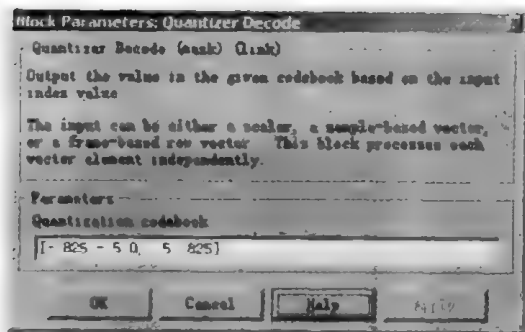 Block Parameters: Quantizer Decode
Quantizer Decode (mask) (link)
Output the value in the given codebook based on the input
index value
The input can be either a scalar, a sample-based vector,
or a frame-based row vector This block processes each
vector element independently.
Parameters
Quantization codebook
[- 825 - 5 0, 5 825]
OK
Cancel
Help
Apply